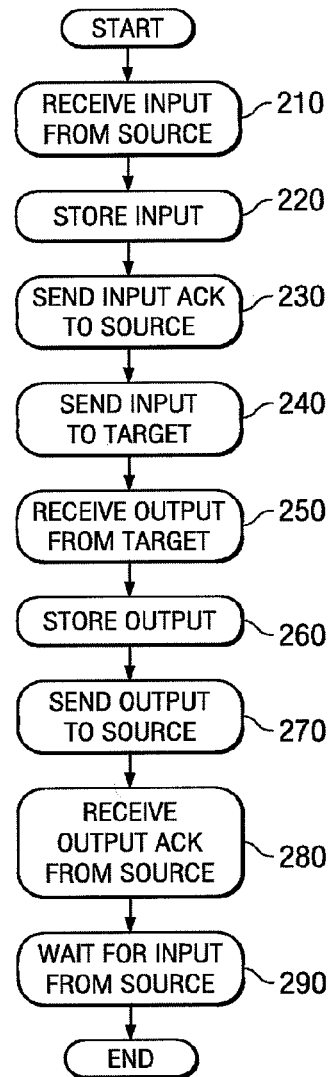 START
RECEIVE INPUT
FROM SOURCE
210
STORE INPUT
220
SEND INPUT ACK
TO SOURCE
230
SEND INPUT
TO TARGET
240
RECEIVE OUTPUT
FROM TARGET
250
STORE OUTPUT
260
SEND OUTPUT
TO SOURCE
270
RECEIVE
OUTPUT ACK
FROM SOURCE
280
WAIT FOR INPUT
FROM SOURCE
290
END